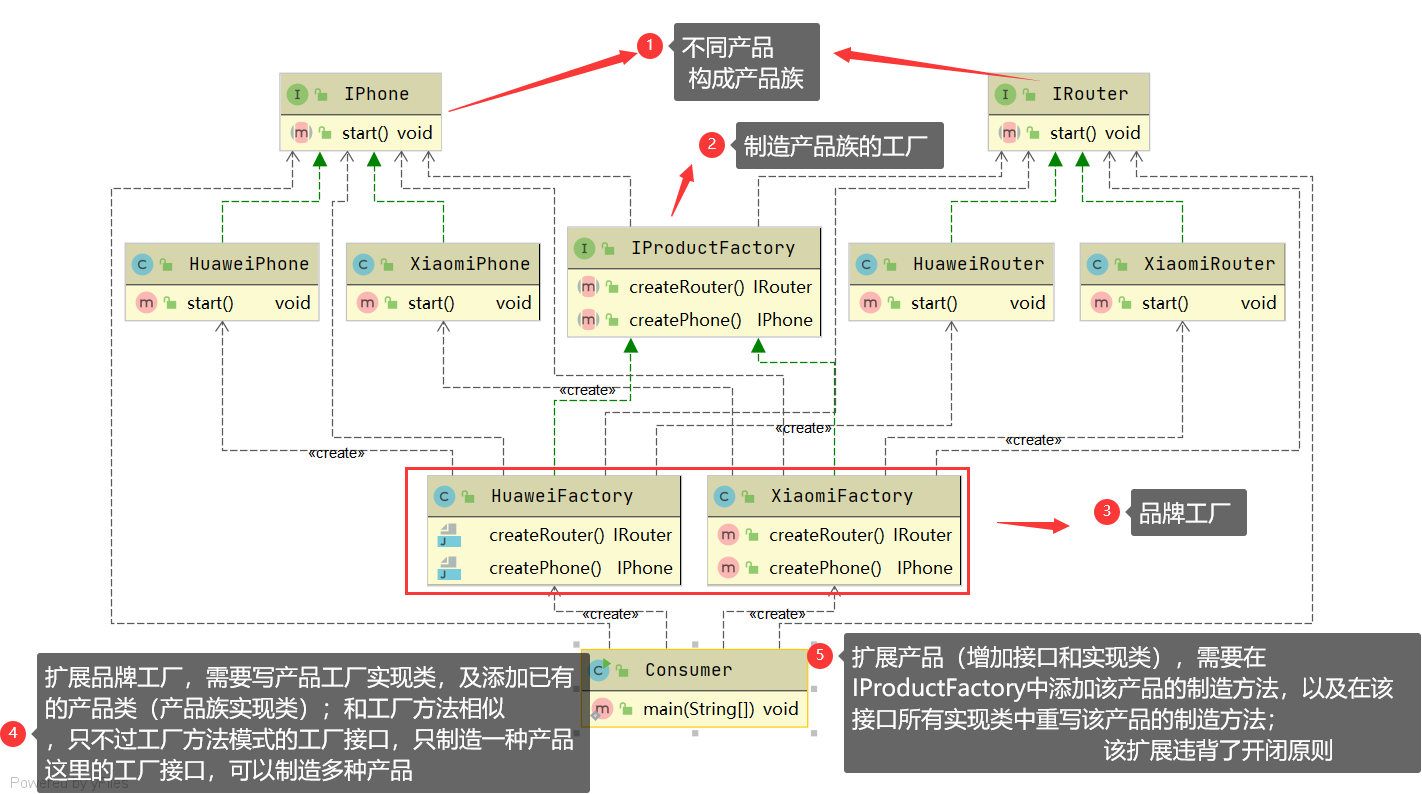 1
不同产品
构成产品族
I IPhone
m start() void
I IRouter
m start() void
2
制造产品族的工厂
C HuaweiPhone
m start() void
C XiaomiPhone
m start() void
I IProductFactory
m createRouter() IRouter
m createPhone() IPhone
C HuaweiRouter
m start() void
C XiaomiRouter
m start() void
«create»
«create»
«create»
«create»
C HuaweiFactory
J createRouter() IRouter
J createPhone() IPhone
C XiaomiFactory
m createRouter() IRouter
m createPhone() IPhone
3
品牌工厂
«create»
«create»
C Consumer
m main(String[]) void
4
扩展品牌工厂，需要写产品工厂实现类，及添加已有
的产品类（产品族实现类）；和工厂方法相似
，只不过工厂方法模式的工厂接口，只制造一种产品
这里的工厂接口，可以制造多种产品
5
扩展产品（增加接口和实现类），需要在
IProductFactory中添加该产品的制造方法，以及在该
接口所有实现类中重写该产品的制造方法；
该扩展违背了开闭原则
Powered by yFiles